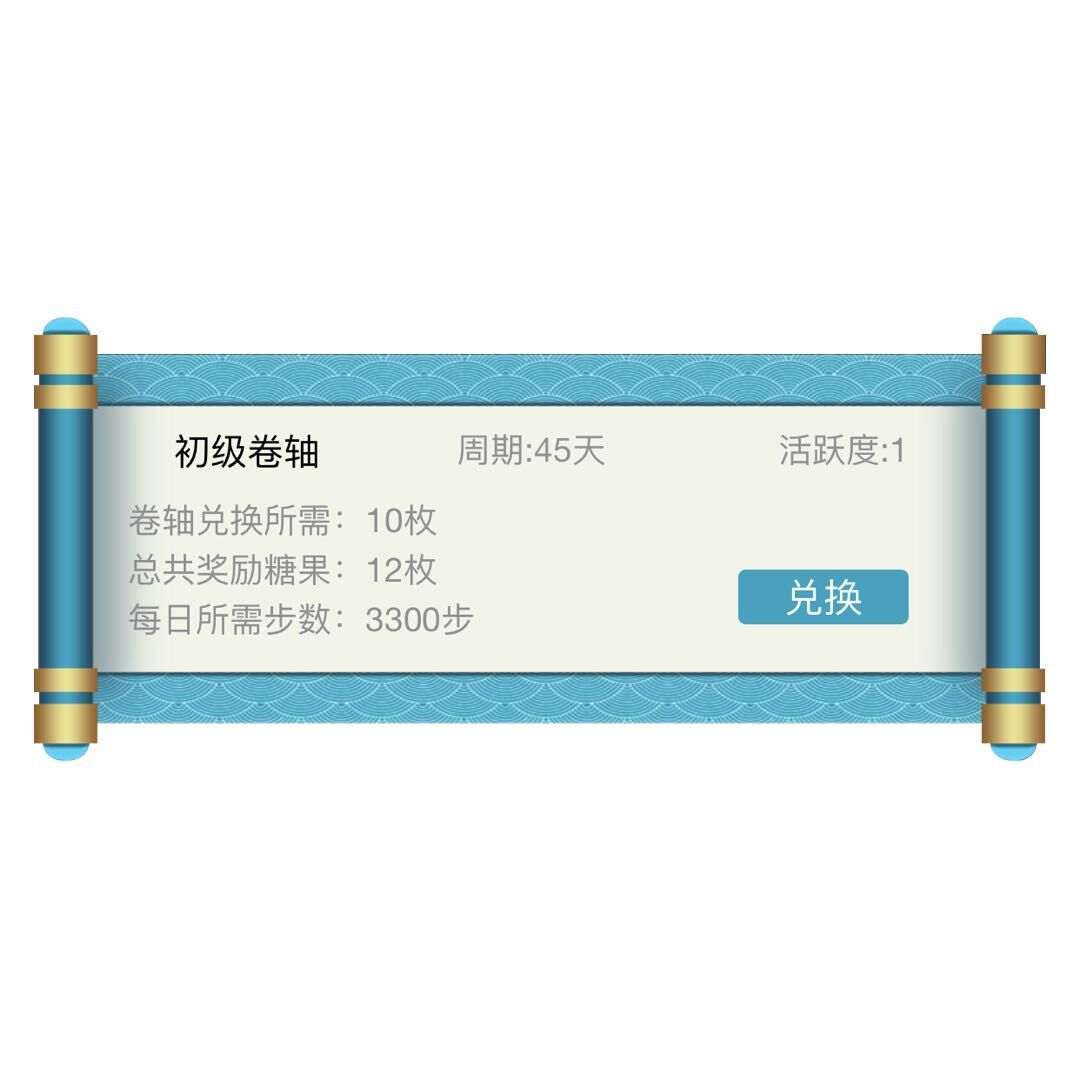 初级卷轴 周期:45天 活跃度:1
卷轴兑换所需：10枚
总共奖励糖果：12枚
每日所需步数：3300步
兑换